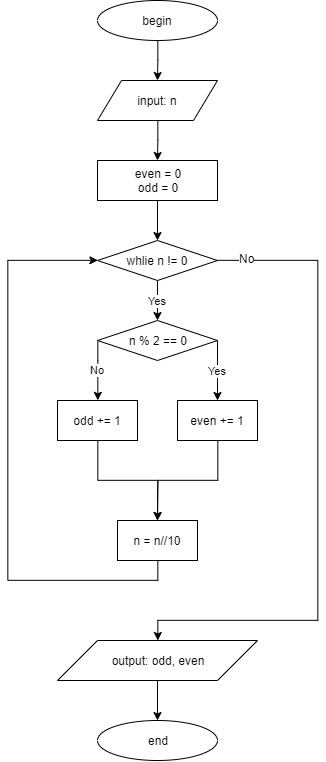 begin
input: n
even = 0
odd = 0
whlie n != 0
No
Yes
n % 2 == 0
No
Yes
odd += 1
even += 1
n = n//10
output: odd, even
end